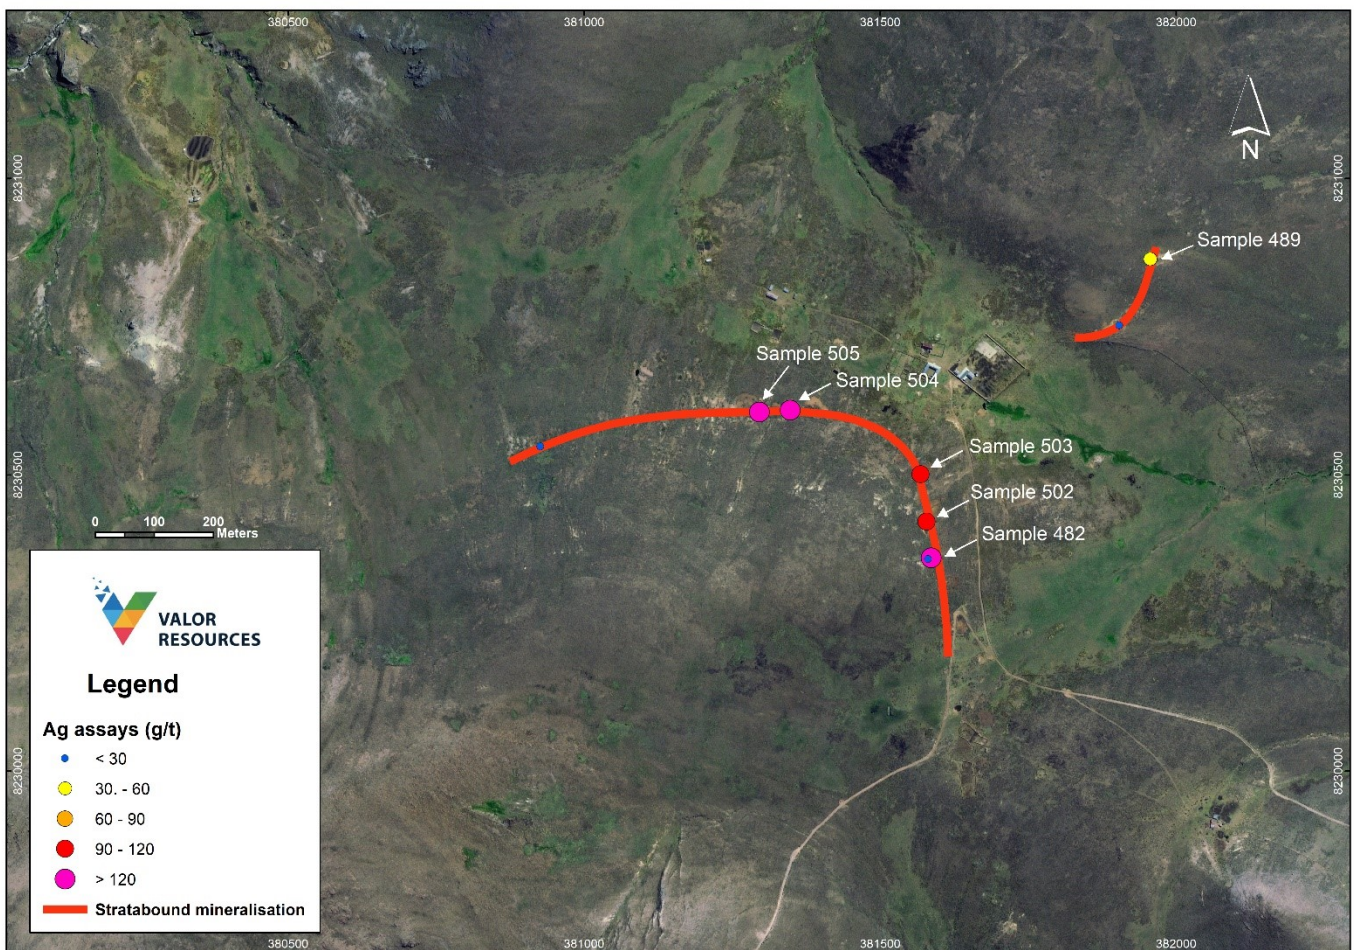 380500
381000
381500
382000
8231000
8231000
N
Sample 489
Sample 505
Sample 504
Sample 503
8230500
8230500
Sample 502
0 100 200
Meters
Sample 482
VALOR
RESOURCES
Legend
Ag assays (g/t)
< 30
30. - 60
60 - 90
90 - 120
> 120
Stratabound mineralisation
8230000
380500
381000
381500
382000
8230000